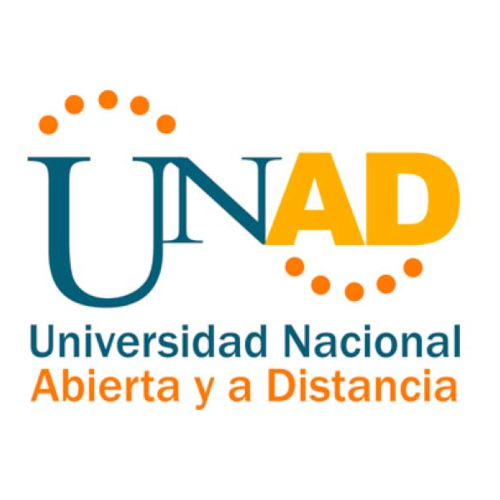 UNAD
Universidad Nacional
Abierta y a Distancia